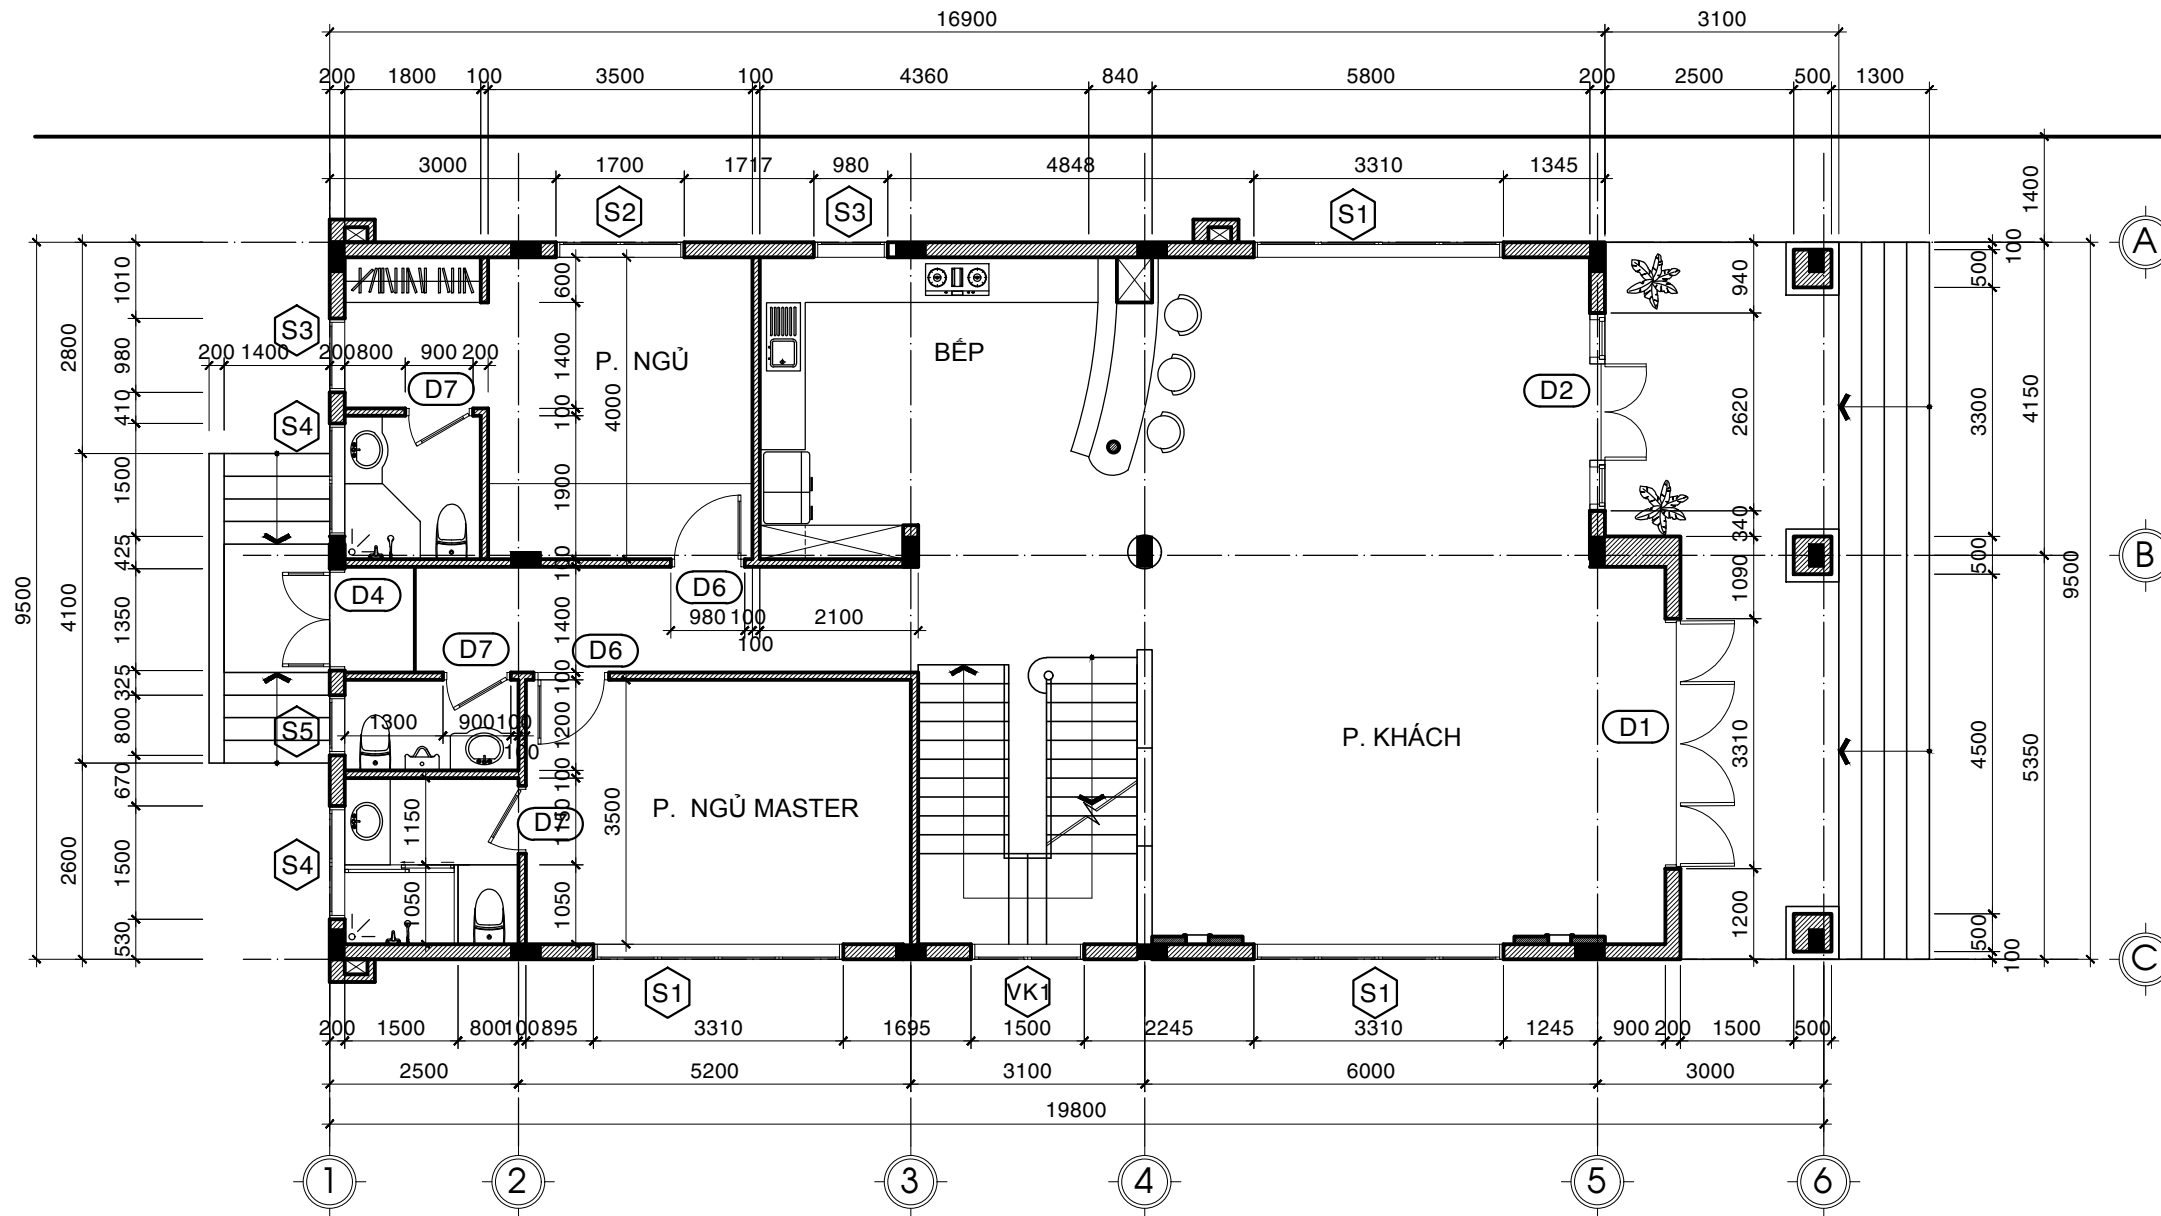 16900 3100
200 1800 100 3500 100 4360 840 5800 200 2500 500 1300
3000 1700 1717 980 4848 3310 1345
1400
S2 S3 S1
A
1010 600 940 100 500
S3
2800 980 200 1400 200 800 900 200 1400 4000 P. NGỦ BẾP D2 2620 3300 4150
D7
410 100
S4
1500 1900
425 100 340 500
B
9500 4100 1350 D4 1400 D6 1090 9500
980 100 2100
100
D7 D6
325 100
800 S5 1300 900 100 1200 P. KHÁCH D1 3310 4500 5350
100
670 100
2600 1500 S4 1150 D7 1150 3500 P. NGỦ MASTER
530 1050 1050 1200 500 100
C
S1 VK1 S1
200 1500 800 100 895 3310 1695 1500 2245 3310 1245 900 200 1500 500
2500 5200 3100 6000 3000
19800
1 2 3 4 5 6